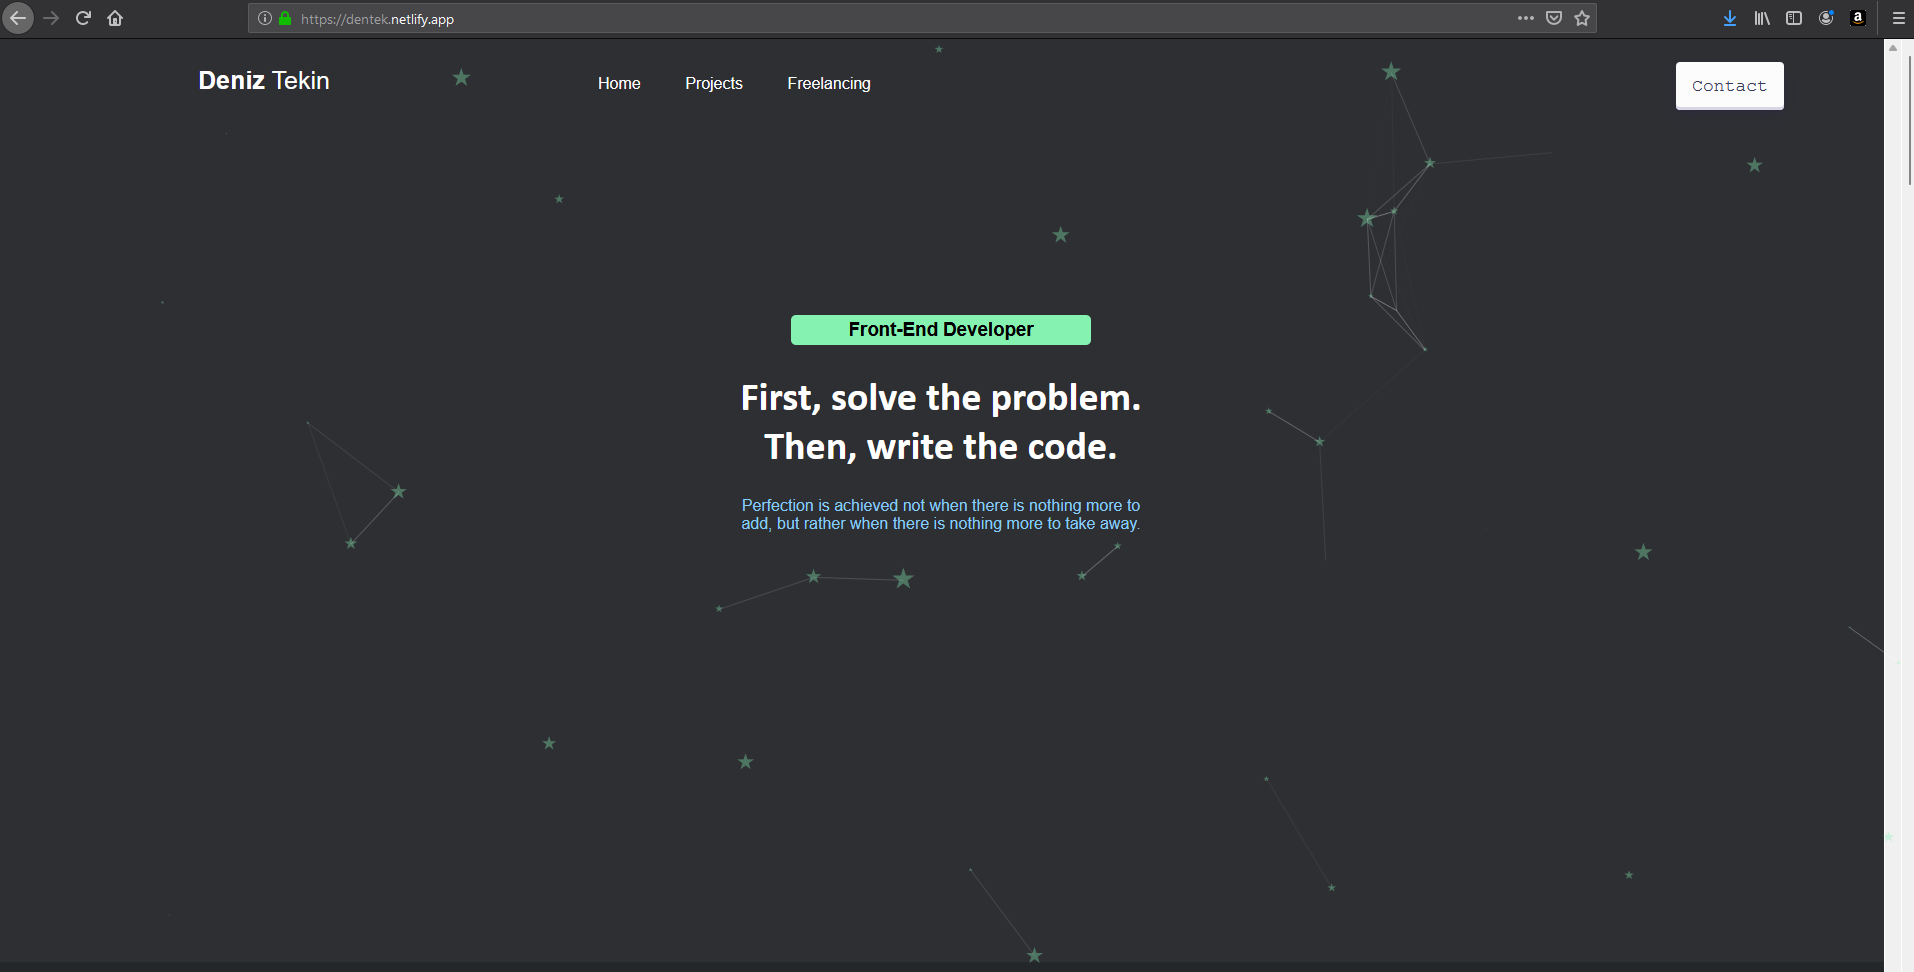 https://dentek.netlify.app
Deniz Tekin
Home
Projects
Freelancing
Contact
Front-End Developer
First, solve the problem.
Then, write the code.
Perfection is achieved not when there is nothing more to
add, but rather when there is nothing more to take away.